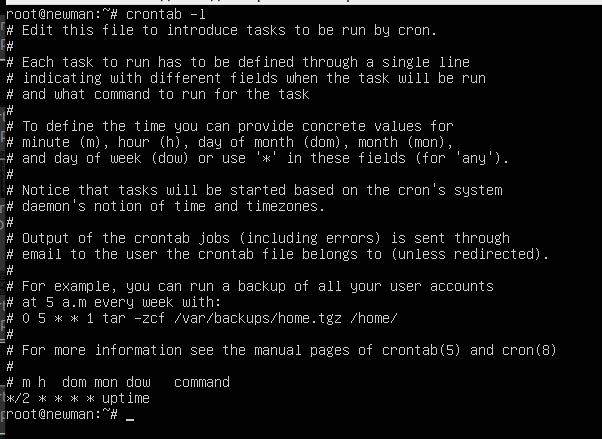 root@newman:~# crontab -l
# Edit this file to introduce tasks to be run by cron.
#
# Each task to run has to be defined through a single line
# indicating with different fields when the task will be run
# and what command to run for the task
#
# To define the time you can provide concrete values for
# minute (m), hour (h), day of month (dom), month (mon),
# and day of week (dow) or use '*' in these fields (for 'any').
#
# Notice that tasks will be started based on the cron's system
# daemon's notion of time and timezones.
#
# Output of the crontab jobs (including errors) is sent through
# email to the user the crontab file belongs to (unless redirected).
#
# For example, you can run a backup of all your user accounts
# at 5 a.m every week with:
# 0 5 * * 1 tar -zcf /var/backups/home.tgz /home/
#
# For more information see the manual pages of crontab(5) and cron(8)
#
# m h  dom mon dow   command
*/2 * * * * uptime
root@newman:~# _